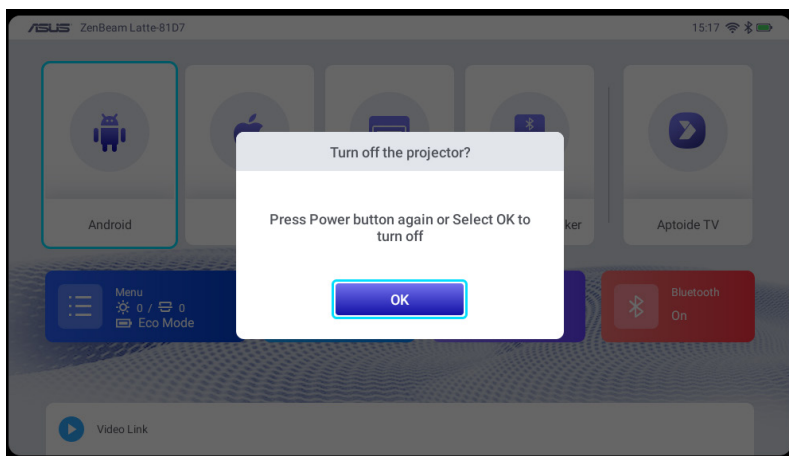 ASUS ZenBeam Latte-81D7 15:17
Turn off the projector?
Press Power button again or Select OK to
turn off
OK
Android
ker
Aptoide TV
Menu
0 / 0
Eco Mode
Bluetooth
On
Video Link